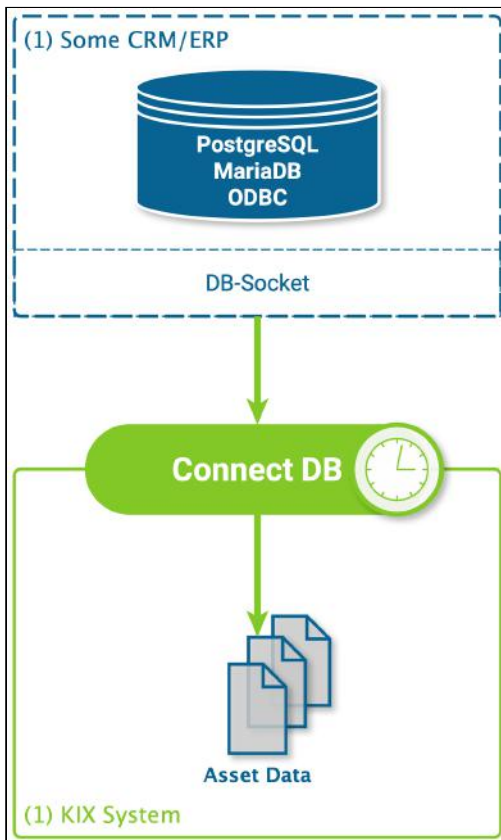 (1) Some CRM/ERP
PostgreSQL
MariaDB
ODBC
DB-Socket
Connect DB
Asset Data
(1) KIX System